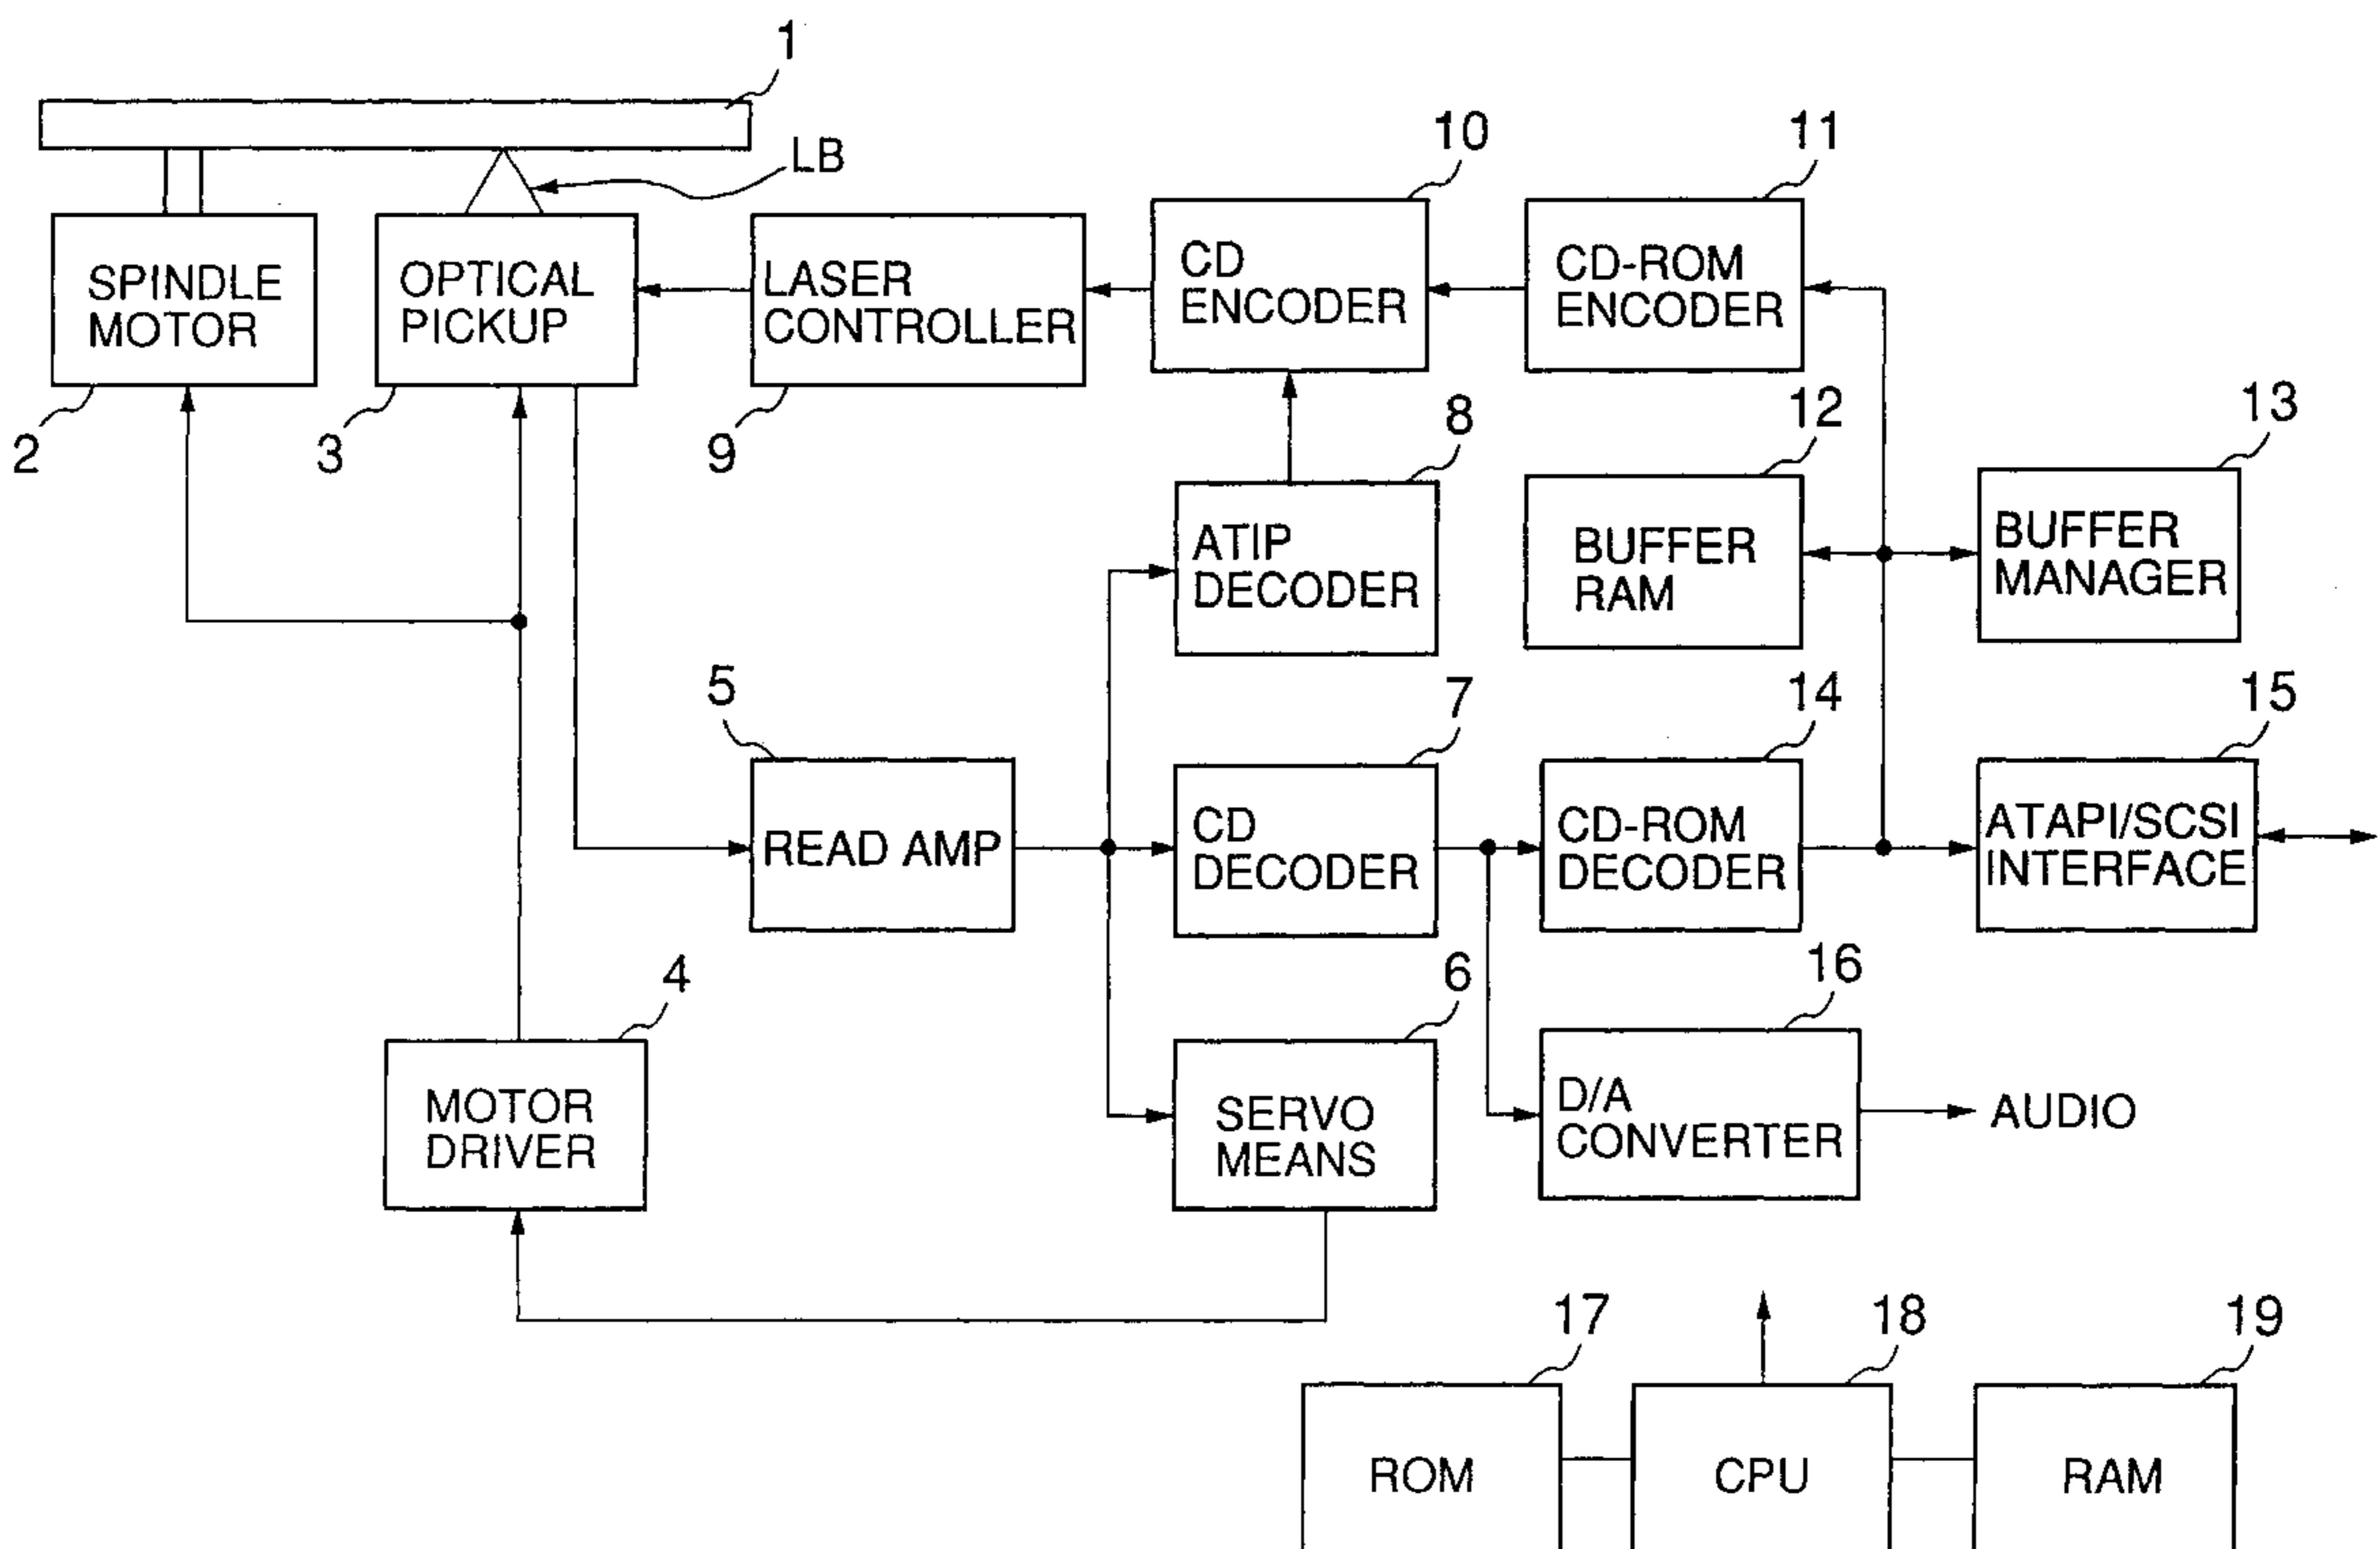 1
LB
10
11
SPINDLE
MOTOR
OPTICAL
PICKUP
LASER
CONTROLLER
CD
ENCODER
CD-ROM
ENCODER
2
3
9
8
12
13
ATIP
DECODER
BUFFER
RAM
BUFFER
MANAGER
5
7
14
15
READ AMP
CD
DECODER
CD-ROM
DECODER
ATAPI/SCSI
INTERFACE
4
6
16
MOTOR
DRIVER
SERVO
MEANS
D/A
CONVERTER
AUDIO
17
18
19
ROM
CPU
RAM